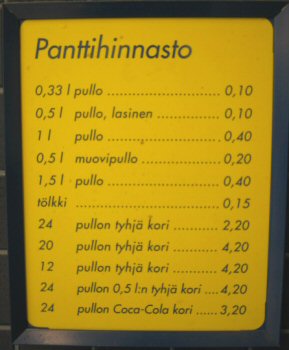 Panttihinnasto
0,33 l pullo ........................ 0,10
0,5 l pullo, lasinen ............ 0,10
1 l pullo ........................ 0,40
0,5 l muovipullo ................ 0,20
1,5 l pullo ........................ 0,40
tölkki ............................... 0,15
24 pullon tyhjä kori ......... 2,20
20 pullon tyhjä kori ......... 4,20
12 pullon tyhjä kori ......... 4,20
24 pullon 0,5 l:n tyhjä kori .... 4,20
24 pullon Coca-Cola kori ...... 3,20